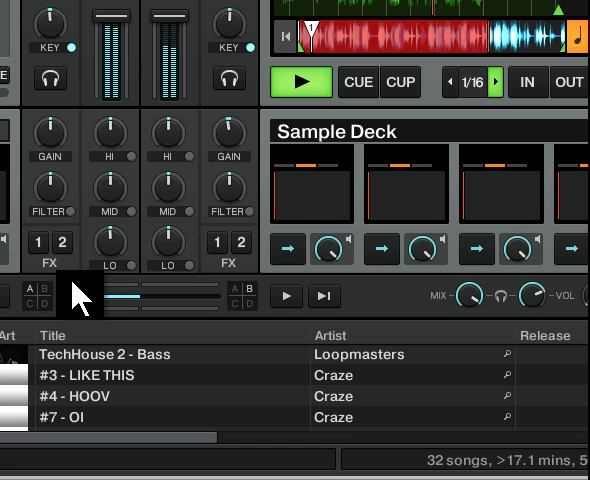 KEY KEY
1
CUE CUP 1/16 IN OUT
Sample Deck
GAIN HI HI GAIN
FILTER MID MID FILTER
1 2 1 2
FX LO LO FX
A B A B
C D C D
MIX VOL
Art Title Artist Release
TechHouse 2 - Bass Loopmasters
#3 - LIKE THIS Craze
#4 - HOOV Craze
#7 - OI Craze
32 songs, >17.1 mins, 5